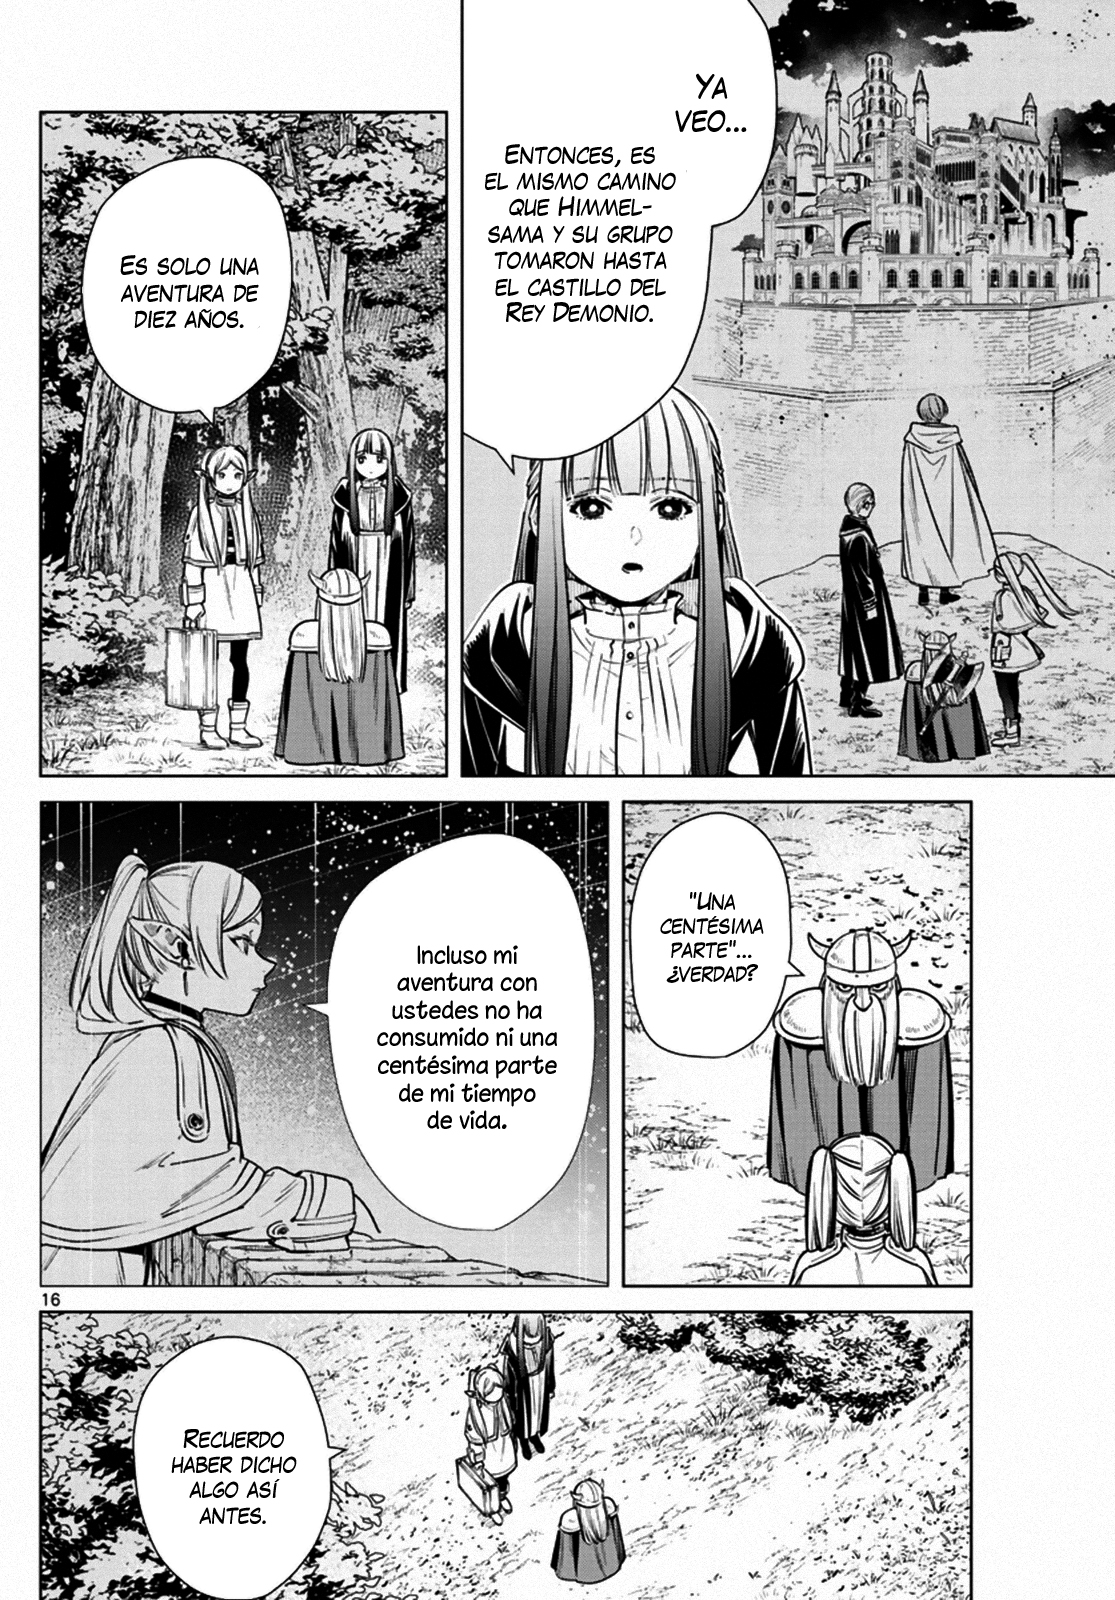 YA
VEO...
ENTONCES, ES
EL MISMO CAMINO
QUE HIMMEL-
SAMA Y SU GRUPO
TOMARON HASTA
EL CASTILLO DEL
REY DEMONIO.
ES SOLO UNA
AVENTURA DE
DIEZ AÑOS.
"UNA
CENTÉSIMA
PARTE"...
¿VERDAD?
Incluso mi
aventura con
ustedes no ha
consumido ni una
centésima parte
de mi tiempo
de vida.
16
RECUERDO
HABER DICHO
ALGO ASÍ
ANTES.